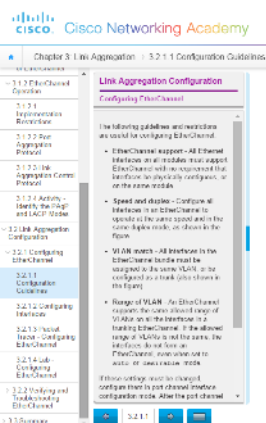 CISCO. Cisco Networking Academy
Chapter 3: Link Aggregation
3.2.1.1 Configuration Guidelines
3.1.2 EtherChannel
Operation
3.1.2.1
Implementation
Restrictions
3.1.2.2 Port
Aggregation
Protocol
3.1.2.3 Link
Aggregation Control
Protocol
3.1.2.4 Activity -
Identify the PAgP
and LACP Modes
3.2 Link Aggregation
Configuration
3.2.1 Configuring
EtherChannel
3.2.1.1
Configuration
Guidelines
3.2.1.2 Configuring
Interfaces
3.2.1.3 Packet
Tracer - Configuring
EtherChannel
3.2.1.4 Lab -
Configuring
EtherChannel
3.2.2 Verifying and
Troubleshooting
EtherChannel
3.3 Summary
Link Aggregation Configuration
Configuring EtherChannel
The following guidelines and restrictions
are useful for configuring EtherChannel:
• EtherChannel support - All Ethernet
interfaces on all modules must support
EtherChannel with no requirement that
interfaces be physically contiguous, or
on the same module.
• Speed and duplex - Configure all
interfaces in an EtherChannel to
operate at the same speed and in the
same duplex mode, as shown in the
figure.
• VLAN match - All interfaces in the
EtherChannel bundle must be
assigned to the same VLAN, or be
configured as a trunk (also shown in
the figure).
• Range of VLAN - An EtherChannel
supports the same allowed range of
VLANs on all the interfaces in a
trunking EtherChannel. If the allowed
range of VLANs is not the same, the
interfaces do not form an
EtherChannel, even when set to
auto or desirable mode.
If these settings must be changed,
configure them in port channel interface
configuration mode. After the port channel
3.2.1.1